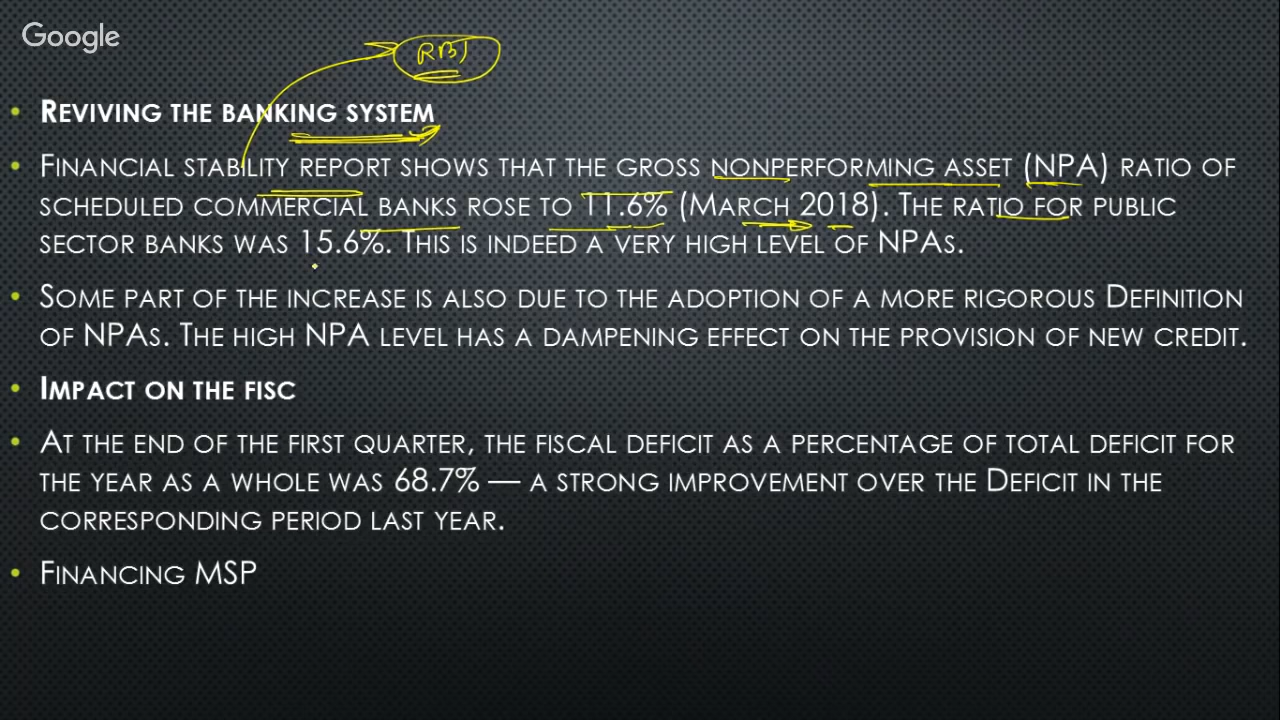 Google
RBI
REVIVING THE BANKING SYSTEM
FINANCIAL STABILITY REPORT SHOWS THAT THE GROSS NONPERFORMING ASSET (NPA) RATIO OF
SCHEDULED COMMERCIAL BANKS ROSE TO 11.6% (MARCH 2018). THE RATIO FOR PUBLIC
SECTOR BANKS WAS 15.6%. THIS IS INDEED A VERY HIGH LEVEL OF NPAS.
SOME PART OF THE INCREASE IS ALSO DUE TO THE ADOPTION OF A MORE RIGOROUS DEFINITION
OF NPAS. THE HIGH NPA LEVEL HAS A DAMPENING EFFECT ON THE PROVISION OF NEW CREDIT.
IMPACT ON THE FISC
AT THE END OF THE FIRST QUARTER, THE FISCAL DEFICIT AS A PERCENTAGE OF TOTAL DEFICIT FOR
THE YEAR AS A WHOLE WAS 68.7% — A STRONG IMPROVEMENT OVER THE DEFICIT IN THE
CORRESPONDING PERIOD LAST YEAR.
FINANCING MSP